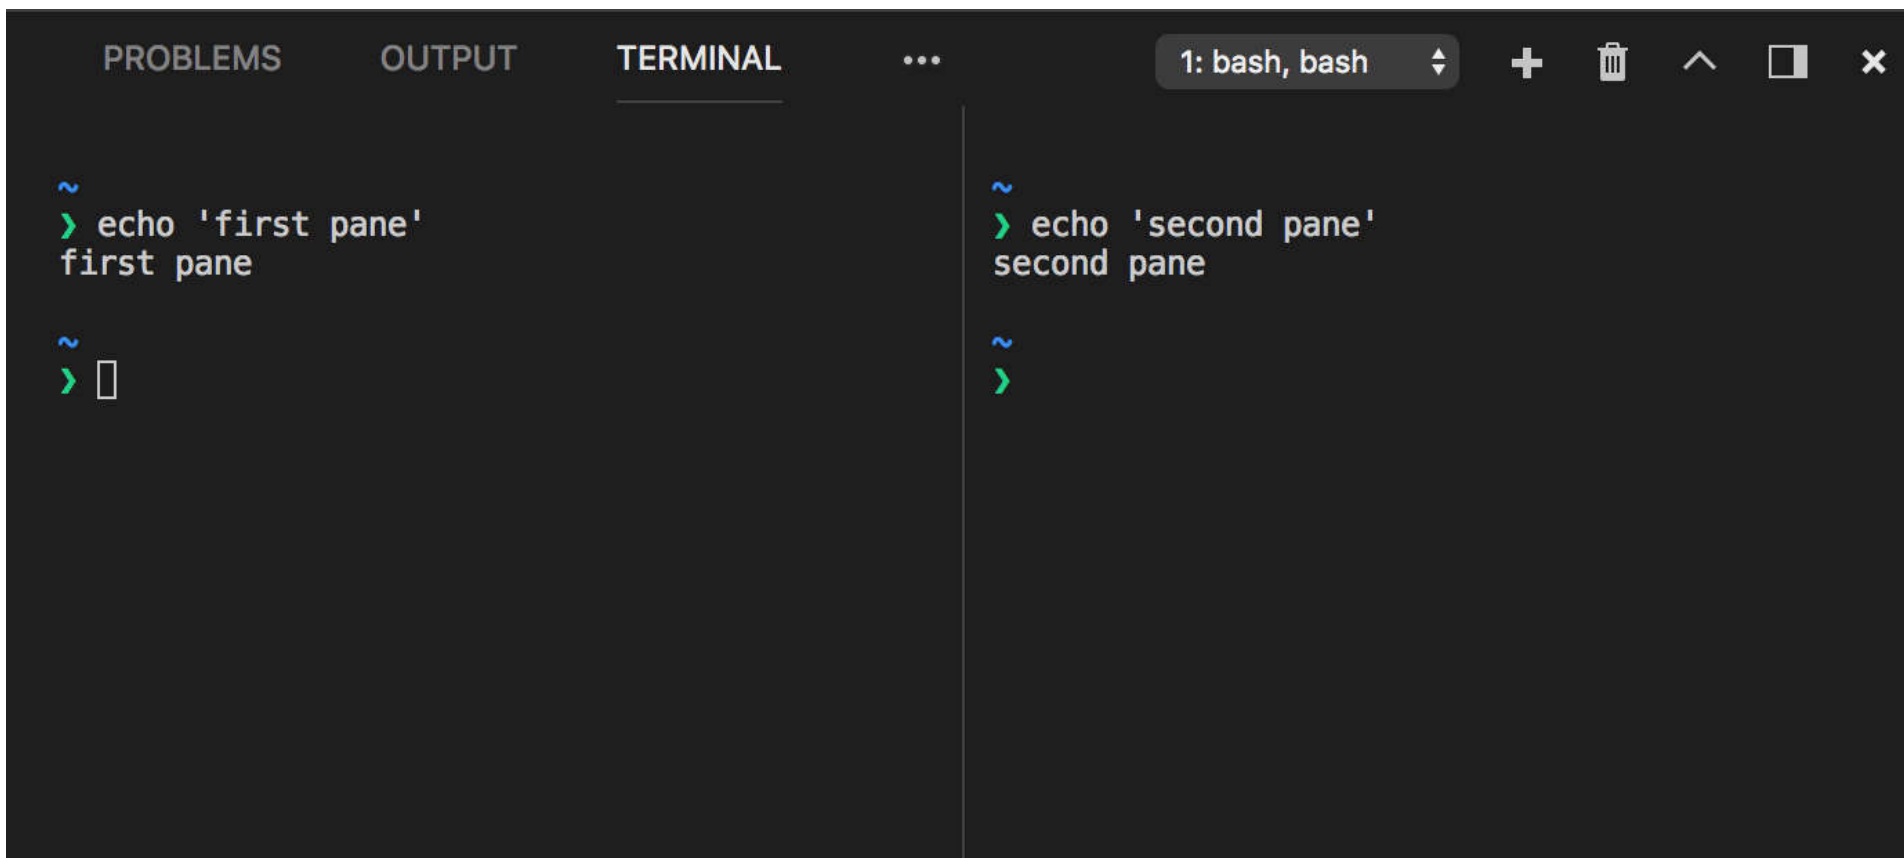 PROBLEMS OUTPUT TERMINAL ••• 1: bash, bash
~
❯ echo 'first pane'
first pane
~
❯
~
❯ echo 'second pane'
second pane
~
❯